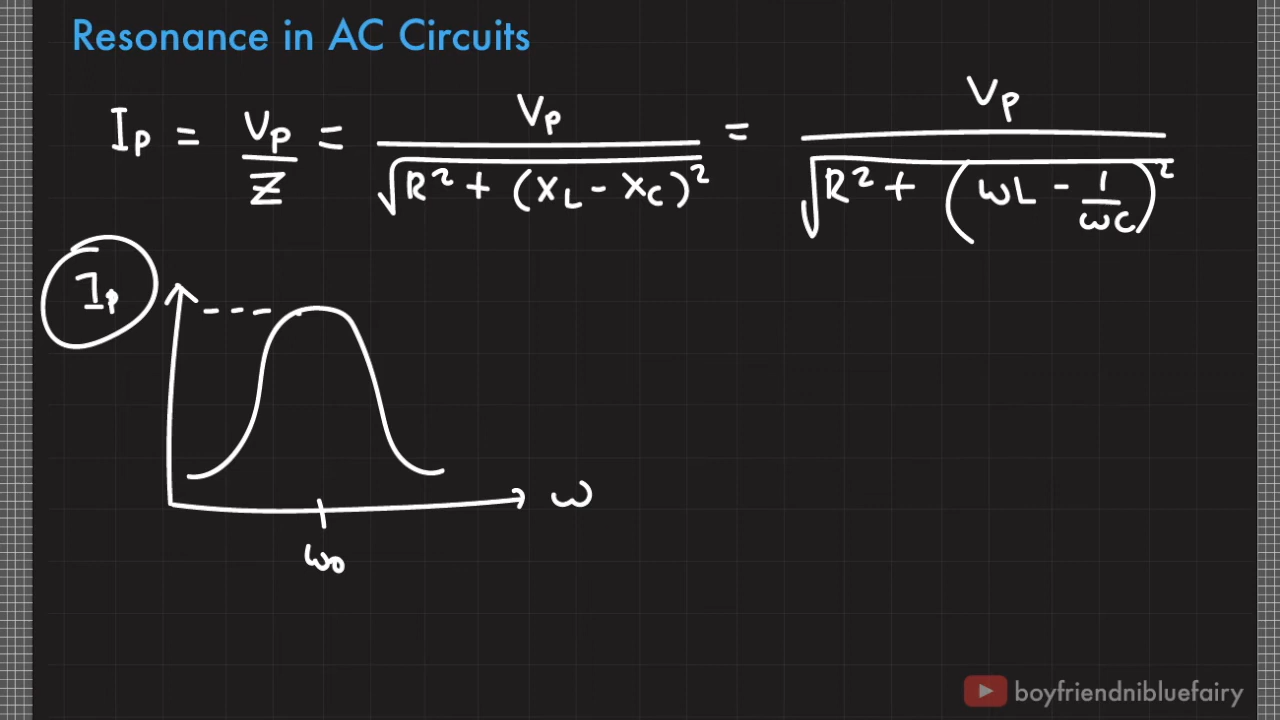 Resonance in AC Circuits
Ip = Vp/Z = Vp/√(R² + (XL - XC)²) = Vp/√(R² + (ωL - 1/ωC)²)
Ip
ω
ω0
boyfriendnibluefairy